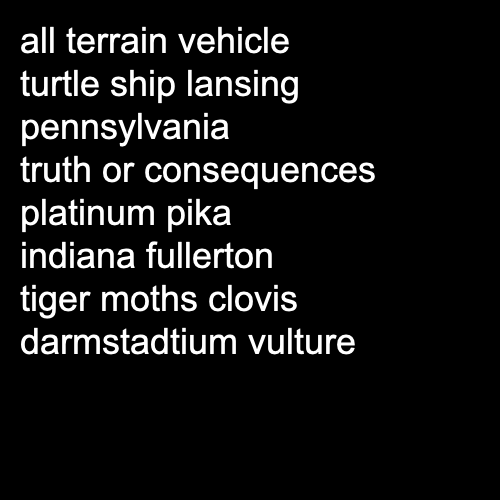 all terrain vehicle
turtle ship lansing
pennsylvania
truth or consequences
platinum pika
indiana fullerton
tiger moths clovis
darmstadtium vulture